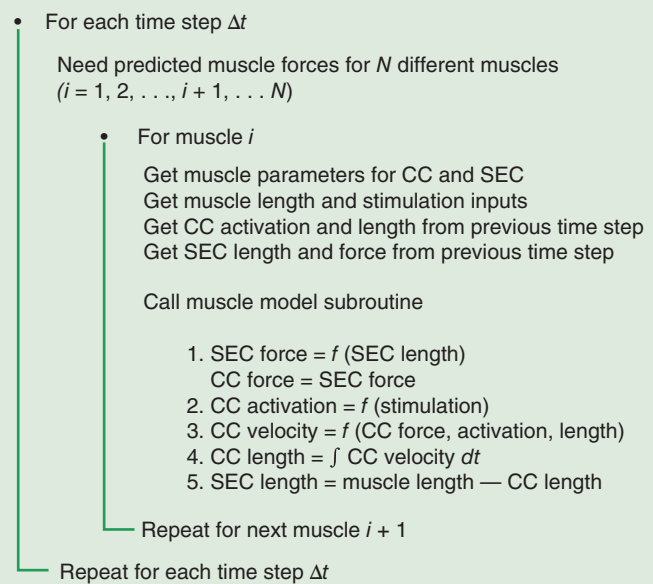 • For each time step Δt
Need predicted muscle forces for N different muscles
(i = 1, 2, . . ., i + 1, . . . N)
• For muscle i
Get muscle parameters for CC and SEC
Get muscle length and stimulation inputs
Get CC activation and length from previous time step
Get SEC length and force from previous time step
Call muscle model subroutine
1. SEC force = f (SEC length)
CC force = SEC force
2. CC activation = f (stimulation)
3. CC velocity = f (CC force, activation, length)
4. CC length = ∫ CC velocity dt
5. SEC length = muscle length — CC length
Repeat for next muscle i + 1
Repeat for each time step Δt